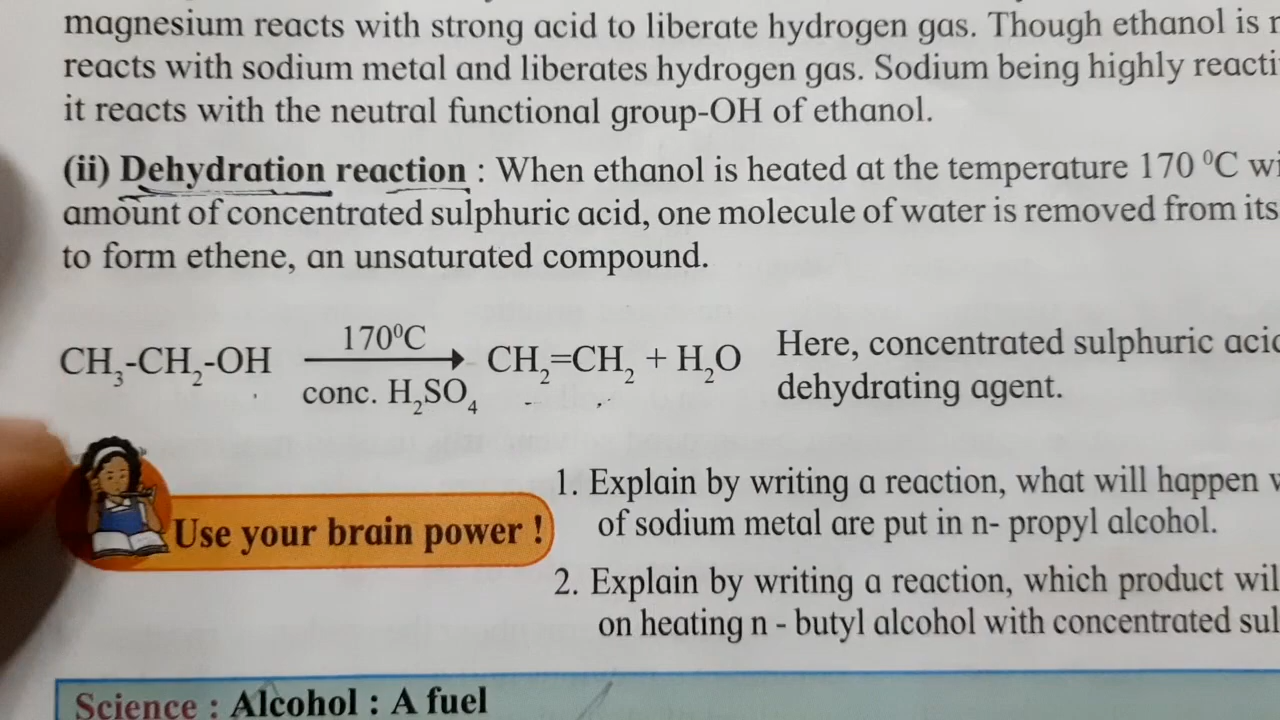 magnesium reacts with strong acid to liberate hydrogen gas. Though ethanol is
reacts with sodium metal and liberates hydrogen gas. Sodium being highly reacti
it reacts with the neutral functional group-OH of ethanol.
(ii) Dehydration reaction : When ethanol is heated at the temperature 170 ⁰C wi
amount of concentrated sulphuric acid, one molecule of water is removed from its
to form ethene, an unsaturated compound.
CH₃-CH₂-OH 170⁰C conc. H₂SO₄ → CH₂=CH₂ + H₂O
Here, concentrated sulphuric acid
dehydrating agent.
Use your brain power !
1. Explain by writing a reaction, what will happen
of sodium metal are put in n- propyl alcohol.
2. Explain by writing a reaction, which product wil
on heating n - butyl alcohol with concentrated sul
Science : Alcohol : A fuel